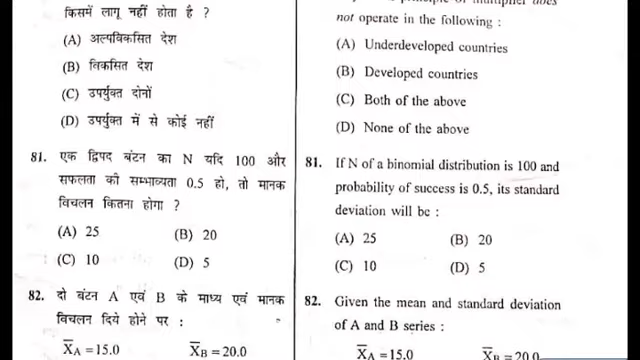 किसमें लागू नहीं होता है ?
(A) अल्पविकसित देश
(B) विकसित देश
(C) उपर्युक्त दोनों
(D) उपर्युक्त में से कोई नहीं
81. एक द्विपद बंटन का N यदि 100 और
सफलता की सम्भाव्यता 0.5 हो, तो मानक
विचलन कितना होगा ?
(A) 25 (B) 20
(C) 10 (D) 5
82. दो बंटन A एवं B के माध्य एवं मानक
विचलन दिये होने पर :
X̅A = 15.0 X̅B = 20.0
principle of multiplier does
not operate in the following :
(A) Underdeveloped countries
(B) Developed countries
(C) Both of the above
(D) None of the above
81. If N of a binomial distribution is 100 and
probability of success is 0.5, its standard
deviation will be :
(A) 25 (B) 20
(C) 10 (D) 5
82. Given the mean and standard deviation
of A and B series :
X̅A = 15.0 X̅B = 20.0